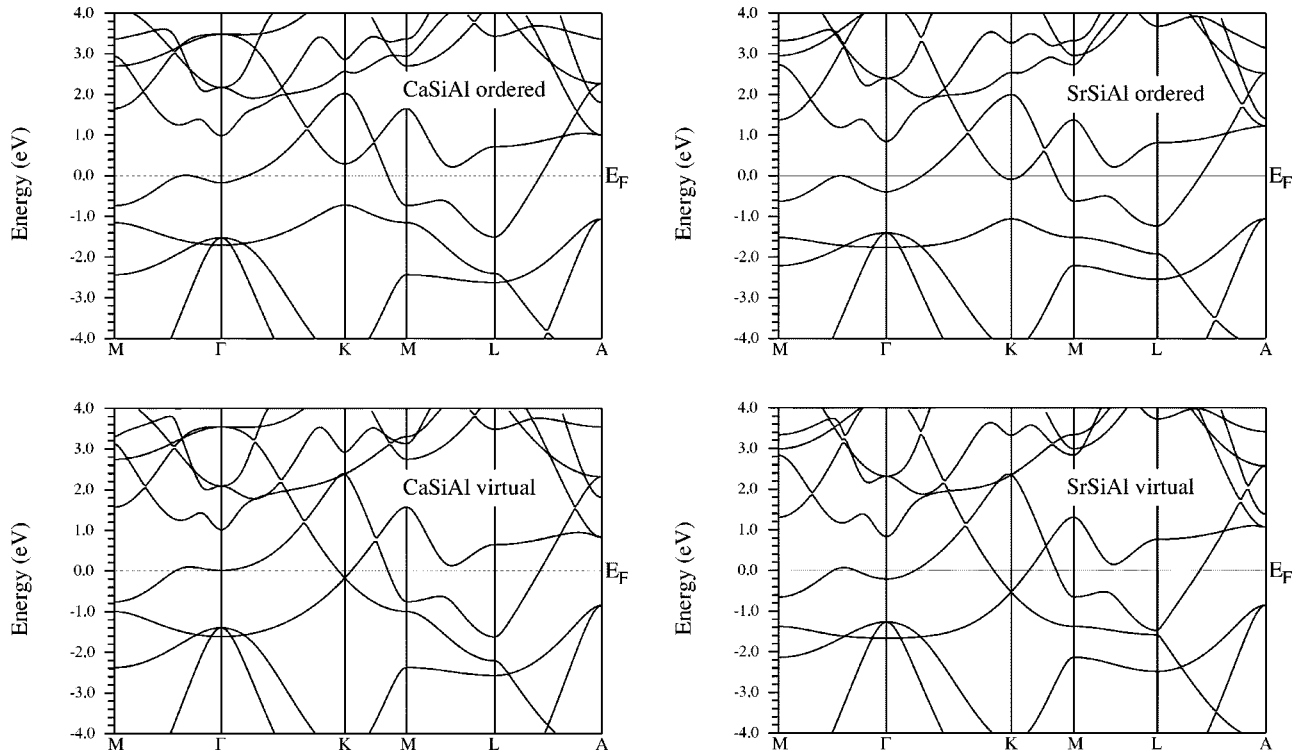 4.0
3.0
2.0
1.0
0.0
-1.0
-2.0
-3.0
-4.0
Energy (eV)
CaSiAl ordered
E_F
M Γ K M L A
4.0
3.0
2.0
1.0
0.0
-1.0
-2.0
-3.0
-4.0
Energy (eV)
SrSiAl ordered
E_F
M Γ K M L A
4.0
3.0
2.0
1.0
0.0
-1.0
-2.0
-3.0
-4.0
Energy (eV)
CaSiAl virtual
E_F
M Γ K M L A
4.0
3.0
2.0
1.0
0.0
-1.0
-2.0
-3.0
-4.0
Energy (eV)
SrSiAl virtual
E_F
M Γ K M L A